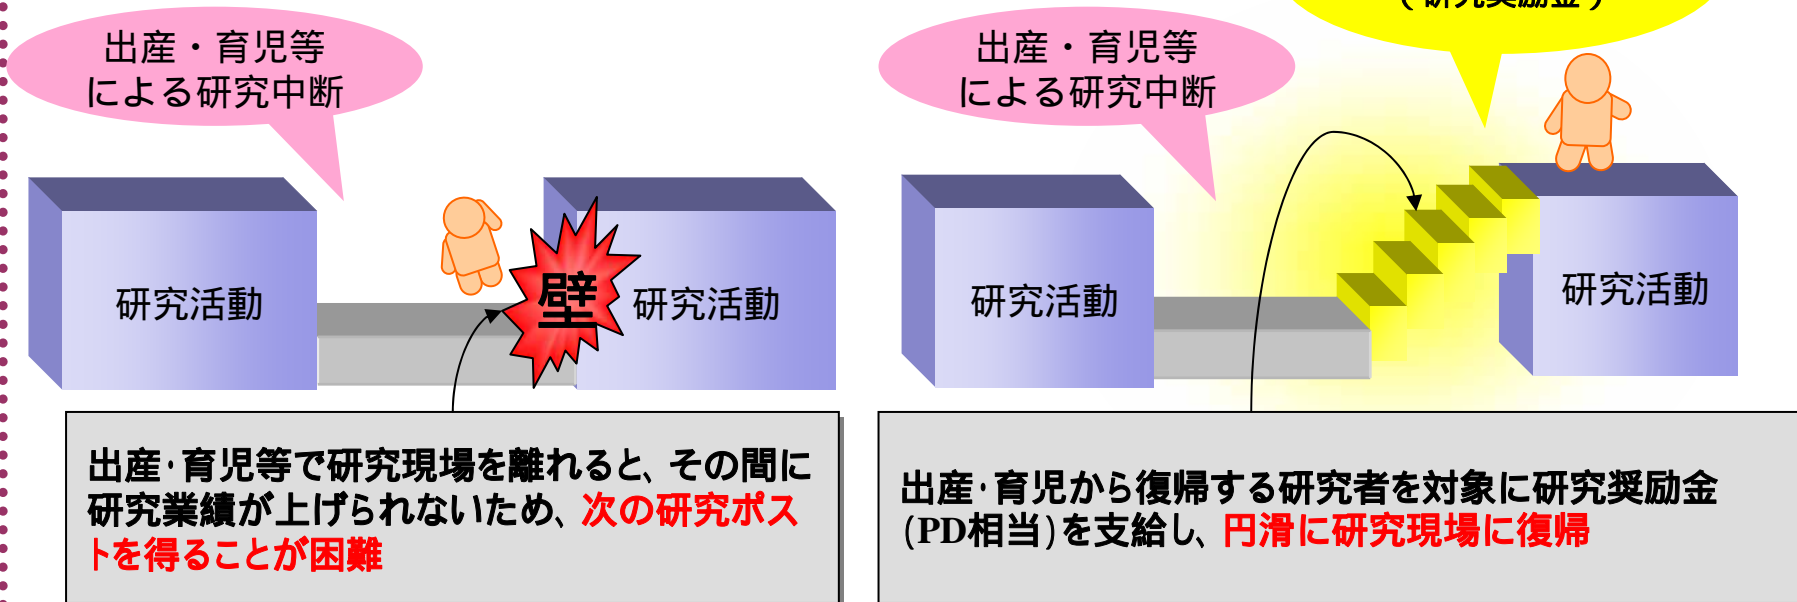 出産・育児等
による研究中断
研究活動
壁
研究活動
出産・育児で研究現場を離れると、その間に
研究業績が上げられないため、次の研究ポス
トを得ることが困難
(研究奨励金)
出産・育児等
による研究中断
研究活動
研究活動
出産・育児から復帰する研究者を対象に研究奨励金
(PD相当)を支給し、円滑に研究現場に復帰